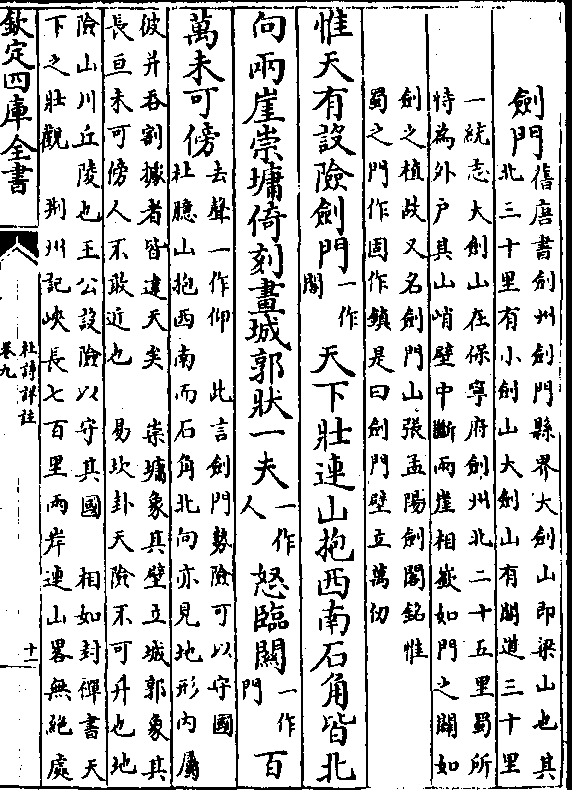 劍門舊唐書劍州劍門縣界大劍山即梁山也其
北三十里有小劍山大劍山有閣道三十里
一統志大劍山在保寧府劍州北二十五里蜀所
恃為外户其山峭壁中斷兩崖相嶔如門之闢如
劍之植故又名劍門山張孟陽劍閣銘惟
蜀之門作固作鎮是曰劍門壁立萬仞
惟天有設險劍門一作閣天下壯連山抱西南石角皆北
向兩崖崇墉倚刻畫城郭狀一夫一作人怒臨關一作門百
萬未可傍去聲一作仰 此言劍門勢險可以守國
杜臆山抱西南而石角北向亦見地形內屬
彼并吞割據者皆違天矣 崇墉象其壁立城郭象其
長亘未可傍人不敢近也 易坎卦天險不可升也地
險山川丘陵也王公設險以守其國 相如封禪書天
下之壯觀 荆州記峽長七百里兩岸連山畧無絕處
欽定四庫全書
杜詩詳註
卷九
十二